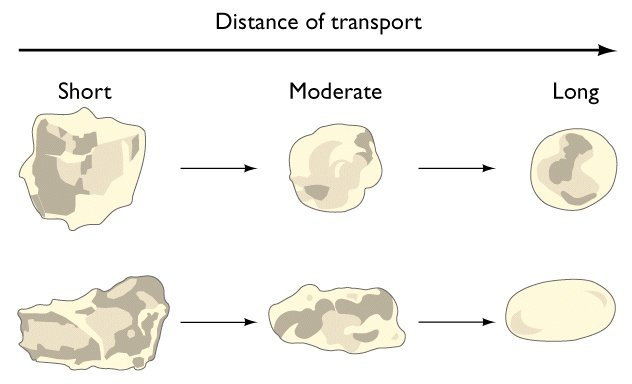 Distance of transport
Short Moderate Long